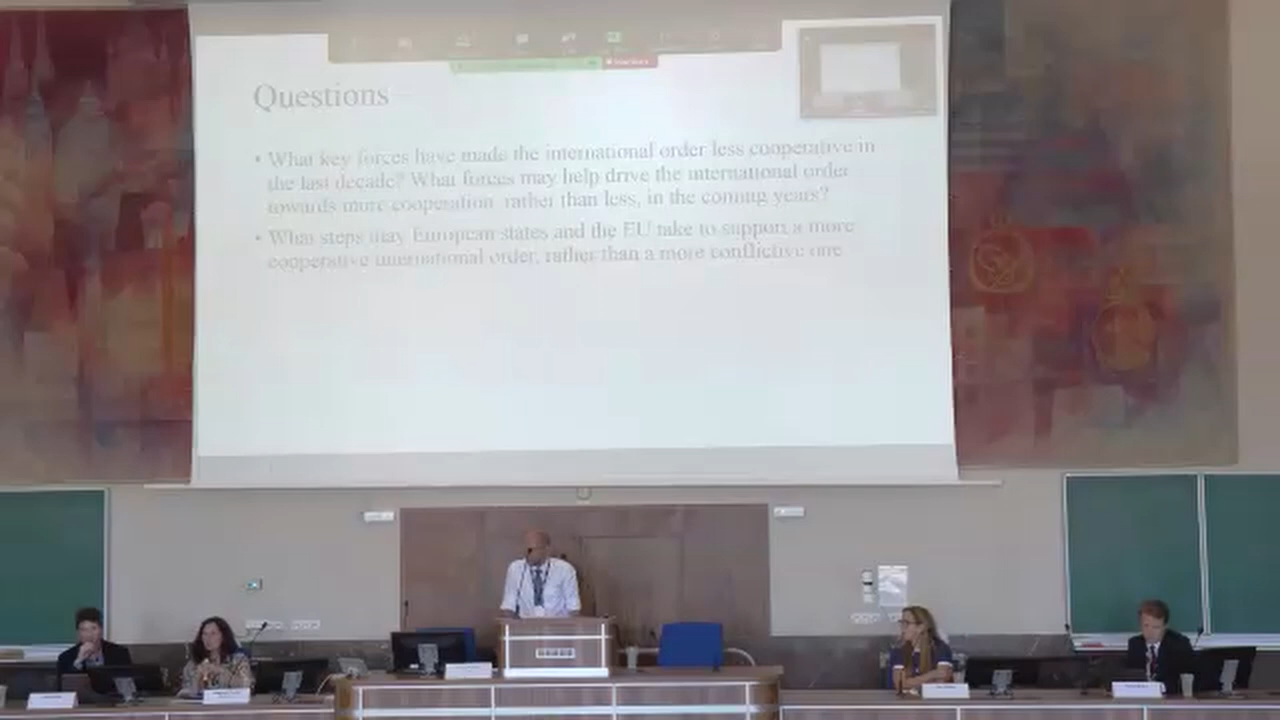 Questions
• What key forces have made the international order less cooperative in
the last decade? What forces may help drive the international order
towards more cooperation, rather than less, in the coming years?
• What steps may European states and the EU take to support a more
cooperative international order, rather than a more conflictive one